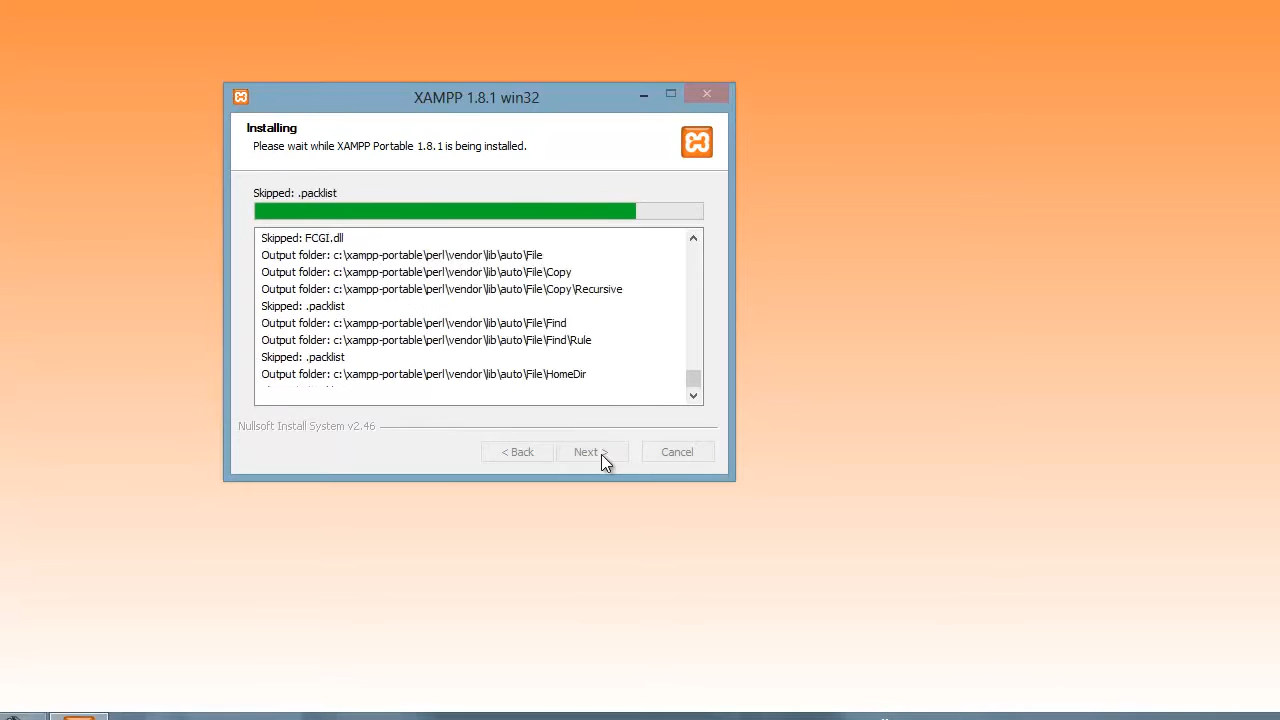 XAMPP 1.8.1 win32
Installing
Please wait while XAMPP Portable 1.8.1 is being installed.
Skipped: .packlist
Skipped: FCGI.dll
Output folder: c:\xampp-portable\perl\vendor\lib\auto\File
Output folder: c:\xampp-portable\perl\vendor\lib\auto\File\Copy
Output folder: c:\xampp-portable\perl\vendor\lib\auto\File\Copy\Recursive
Skipped: .packlist
Output folder: c:\xampp-portable\perl\vendor\lib\auto\File\Find
Output folder: c:\xampp-portable\perl\vendor\lib\auto\File\Find\Rule
Skipped: .packlist
Output folder: c:\xampp-portable\perl\vendor\lib\auto\File\HomeDir
Nullsoft Install System v2.46
< Back Next > Cancel